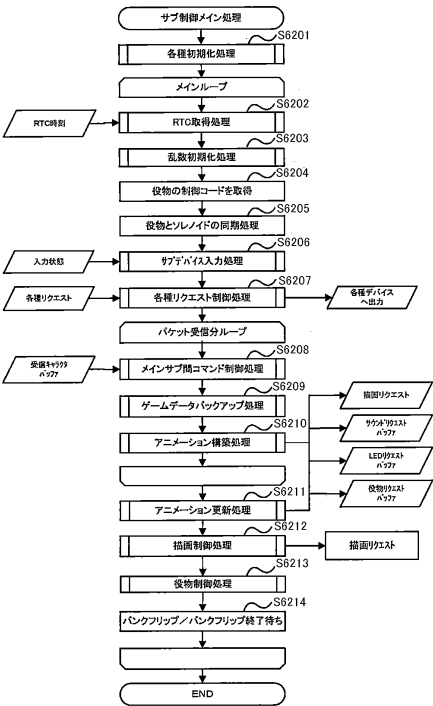 サブ制御メイン処理
S6201
各種初期化処理
メインループ
S6202
RTC時刻
RTC取得処理
S6203
乱数初期化処理
S6204
役物の制御コードを取得
S6205
役物とソレノイドの同期処理
S6206
入力状態
サブデバイス入力処理
S6207
各種リクエスト
各種リクエスト制御処理
各種デバイス
へ出力
パケット受信分ループ
S6208
受信キャラクタ
バッファ
メインサブ間コマンド制御処理
S6209
ゲームデータバックアップ処理
S6210
アニメーション構築処理
描画リクエスト
サウンドリクエスト
バッファ
LEDリクエスト
バッファ
役物リクエスト
バッファ
S6211
アニメーション更新処理
S6212
描画制御処理
描画リクエスト
S6213
役物制御処理
S6214
バンクフリップ／バンクフリップ終了待ち
END